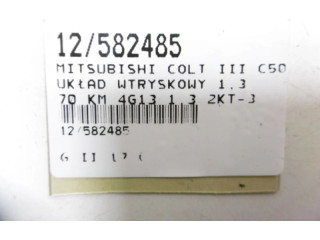 12/582485
MITSUBISHI COLT III C50
UKŁAD WTRYSKOWY 1.3
70 KM 4G13 1.3 2KT-3
12/582485
G II